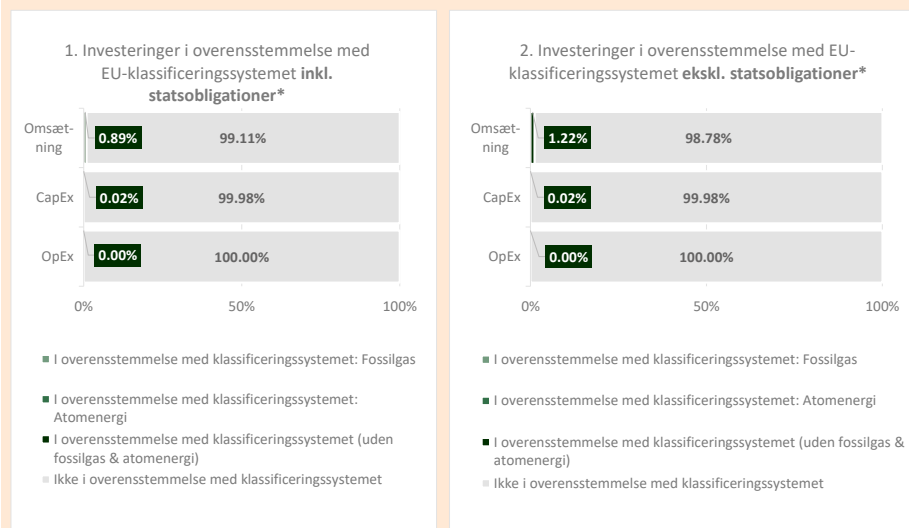 1. Investeringer i overensstemmelse med
EU-klassificeringssystemet inkl.
statsobligationer*
Omsæt-
ning
0.89%
99.11%
CapEx
0.02%
99.98%
OpEx
0.00%
100.00%
0%
50%
100%
I overensstemmelse med klassificeringssystemet: Fossilgas
I overensstemmelse med klassificeringssystemet:
Atomenergi
I overensstemmelse med klassificeringssystemet (uden
fossilgas & atomenergi)
Ikke i overensstemmelse med klassificeringssystemet
2. Investeringer i overensstemmelse med EU-
klassificeringssystemet ekskl. statsobligationer*
Omsæt-
ning
1.22%
98.78%
CapEx
0.02%
99.98%
OpEx
0.00%
100.00%
0%
50%
100%
I overensstemmelse med klassificeringssystemet: Fossilgas
I overensstemmelse med klassificeringssystemet: Atomenergi
I overensstemmelse med klassificeringssystemet (uden fossilgas &
atomenergi)
Ikke i overensstemmelse med klassificeringssystemet